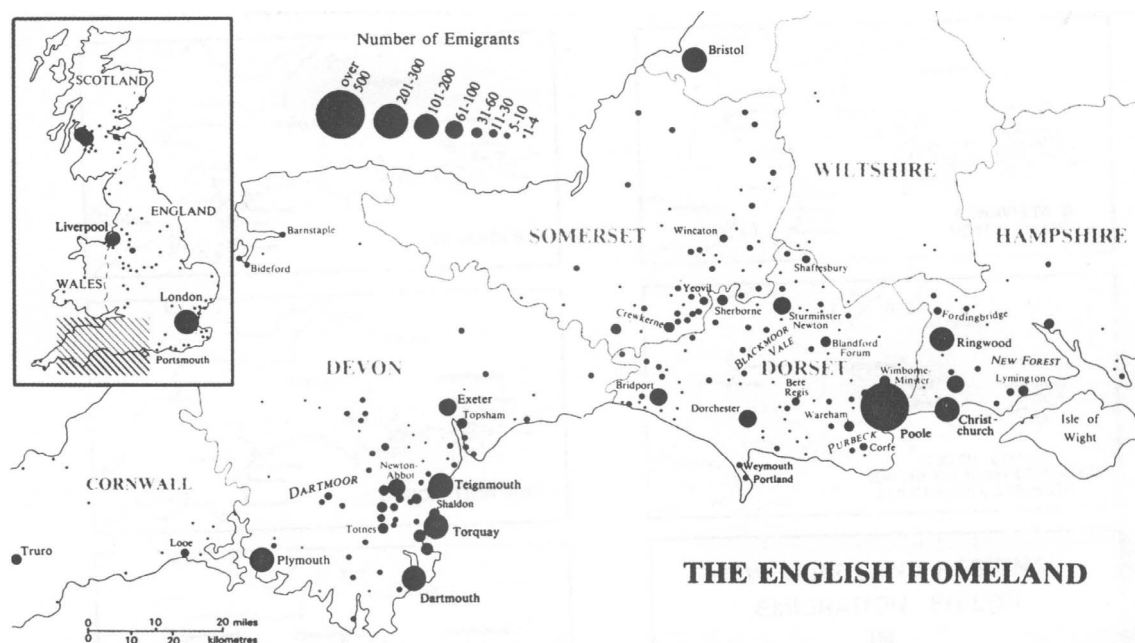 SCOTLAND
ENGLAND
Liverpool
WALES
London
Portsmouth
Number of Emigrants
over
500
201-300
101-200
61-100
31-60
11-30
5-10
1-4
Bristol
WILTSHIRE
SOMERSET
HAMPSHIRE
Barnstaple
Bideford
Wincaton
Shaftesbury
Yeovil
Sherborne
Crewkerne
Sturminster
Newton
Fordingbridge
BLACKMOOR
VALE
Blandford
Forum
Ringwood
NEW FOREST
DEVON
DORSET
Wimborne-
Minster
Lymington
Bridport
Bere
Regis
Exeter
Topsham
Dorchester
Wareham
Poole
Christ-
church
Isle of
Wight
PURBECK
Corfe
Newton-
Abbot
Weymouth
Portland
CORNWALL
DARTMOOR
Teignmouth
Shaldon
Totnes
Torquay
Truro
Looe
Plymouth
Dartmouth
THE ENGLISH HOMELAND
0 10 20 miles
0 10 20
kilometres